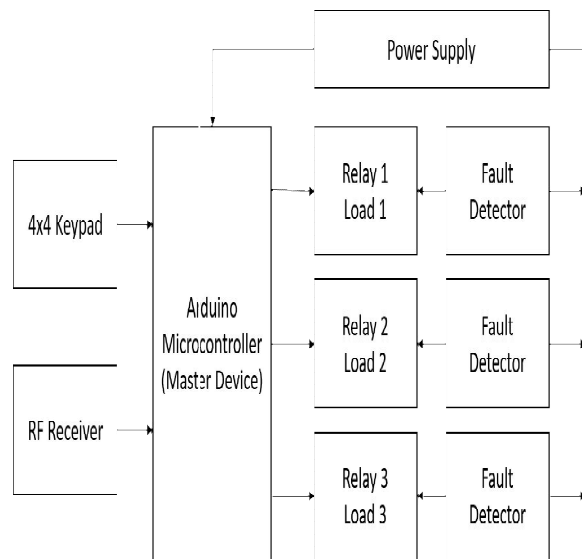 Power Supply
4x4 Keypad
RF Receiver
Arduino
Microcontroller
(Master Device)
Relay 1
Load 1
Fault
Detector
Relay 2
Load 2
Fault
Detector
Relay 3
Load 3
Fault
Detector